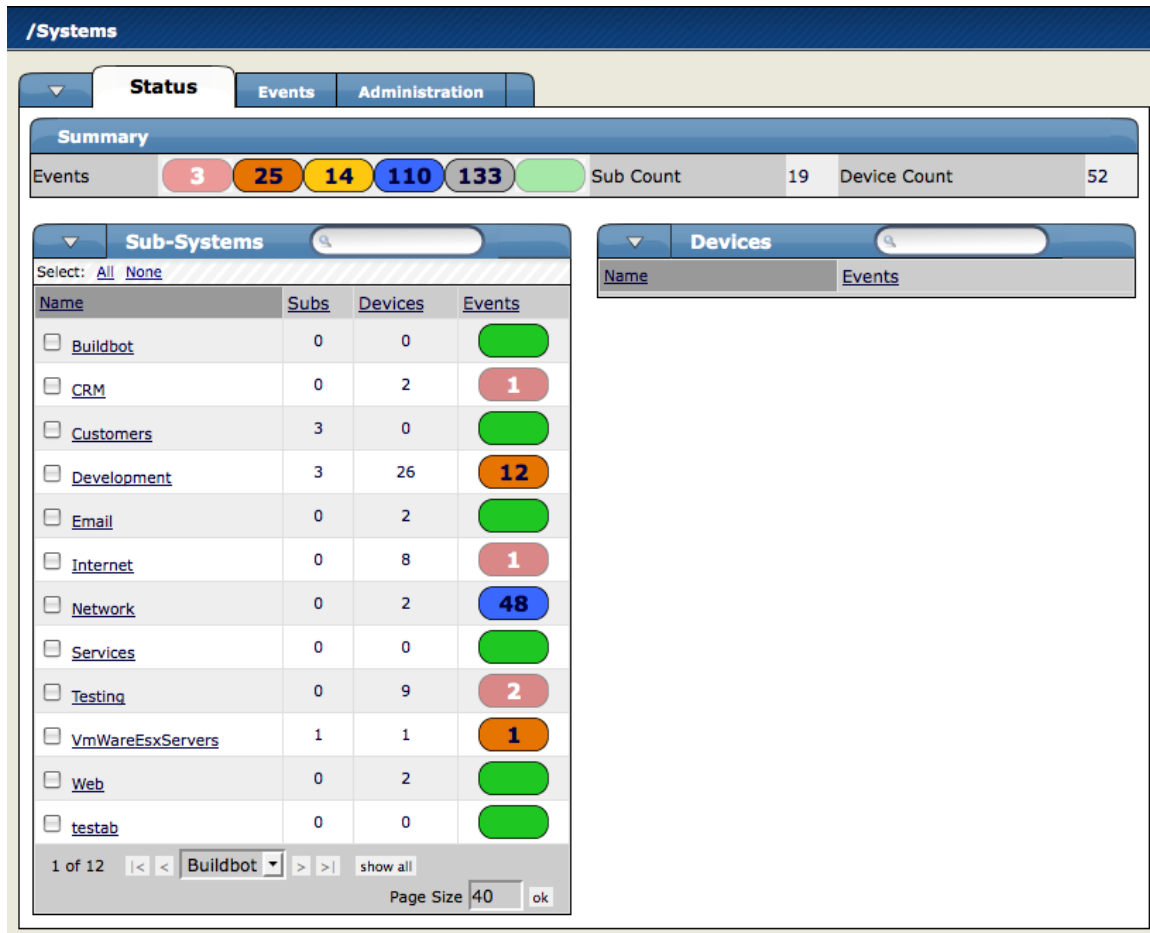 /Systems
Status Events Administration
Summary
Events 3 25 14 110 133 Sub Count 19 Device Count 52
Sub-Systems
Select: All None
Name Subs Devices Events
Buildbot 0 0
CRM 0 2 1
Customers 3 0
Development 3 26 12
Email 0 2
Internet 0 8 1
Network 0 2 48
Services 0 0
Testing 0 9 2
VmWareEsxServers 1 1 1
Web 0 2
testab 0 0
1 of 12 |< < Buildbot > >| show all
Page Size 40 ok
Devices
Name Events